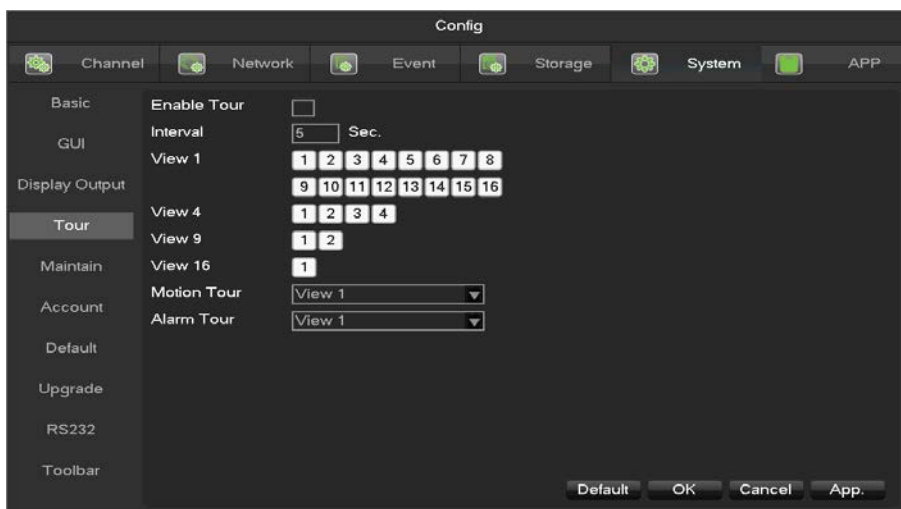 Config
Channel Network Event Storage System APP
Basic
GUI
Display Output
Tour
Maintain
Account
Default
Upgrade
RS232
Toolbar
Enable Tour
Interval 5 Sec.
View 1 1 2 3 4 5 6 7 8
9 10 11 12 13 14 15 16
View 4 1 2 3 4
View 9 1 2
View 16 1
Motion Tour View 1
Alarm Tour View 1
Default OK Cancel App.